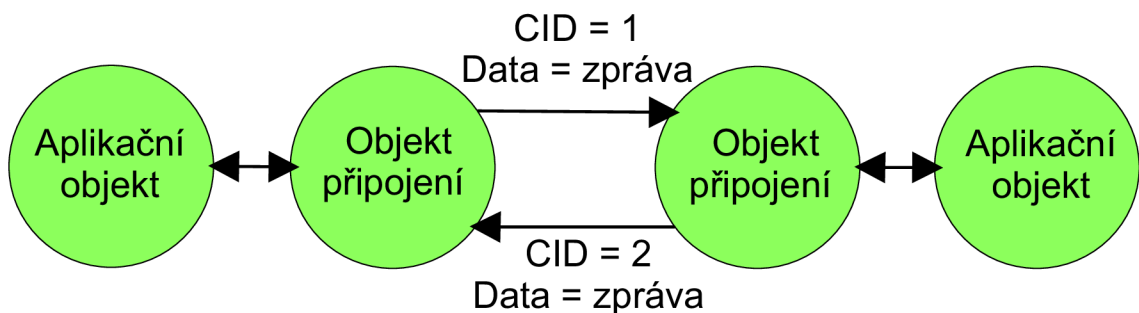 CID = 1
Data = zpráva
Aplikační
objekt
Objekt
připojení
Objekt
připojení
Aplikační
objekt
CID = 2
Data = zpráva